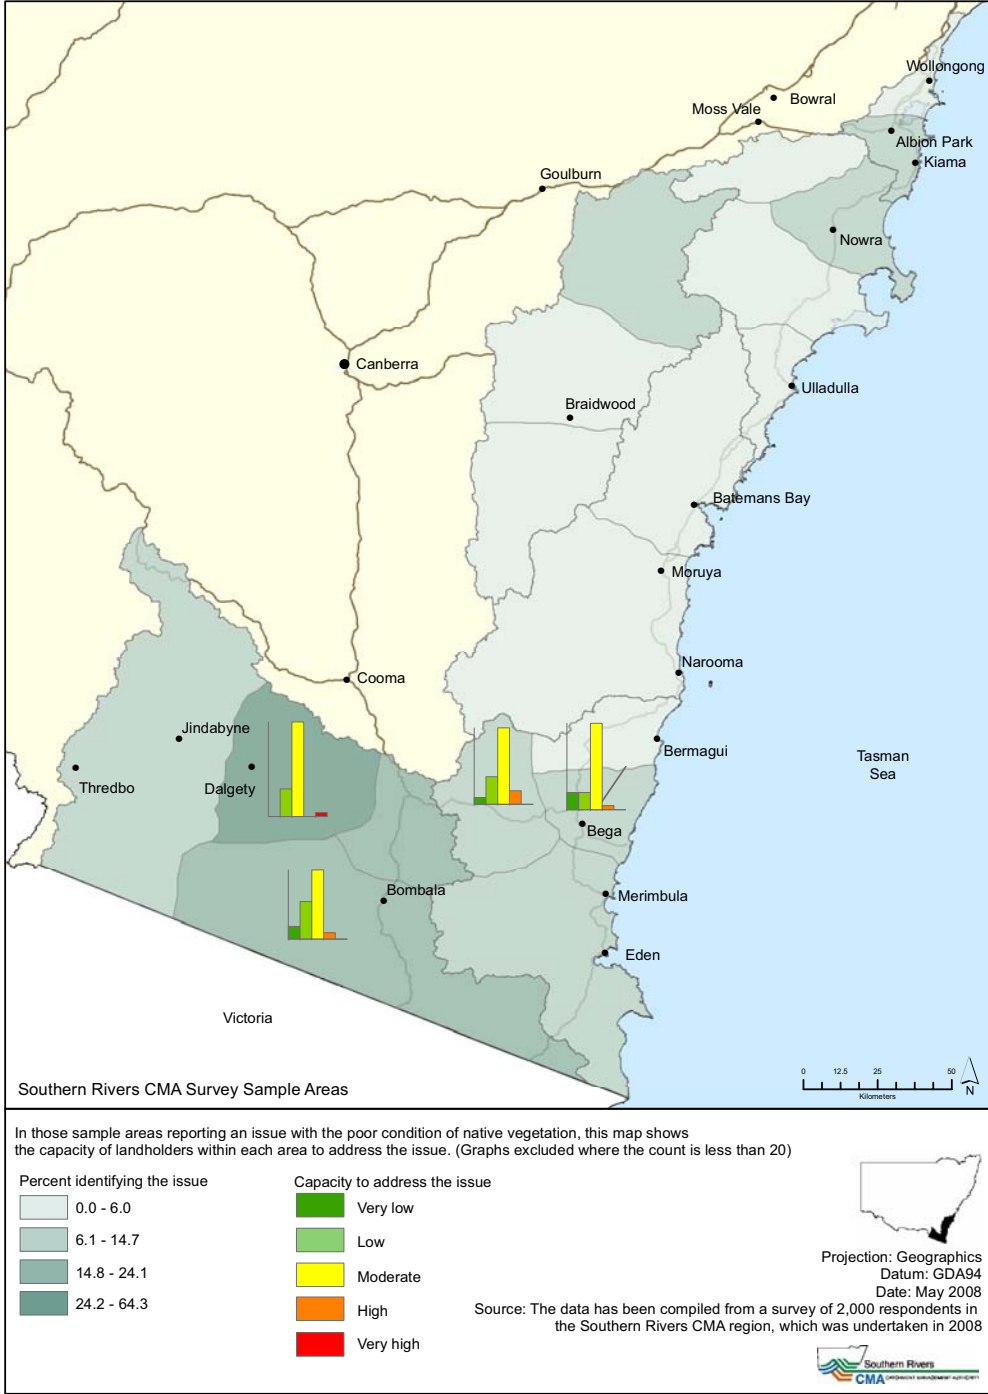 Wollongong
Bowral
Moss Vale
Albion Park
Kiama
Goulburn
Nowra
Canberra
Ulladulla
Braidwood
Batemans Bay
Moruya
Narooma
Cooma
Jindabyne
Bermagui
Tasman
Sea
Thredbo
Dalgety
Bega
Bombala
Merimbula
Eden
Victoria
Southern Rivers CMA Survey Sample Areas
0 12.5 25 50
Kilometers
N
In those sample areas reporting an issue with the poor condition of native vegetation, this map shows
the capacity of landholders within each area to address the issue. (Graphs excluded where the count is less than 20)
Percent identifying the issue
0.0 - 6.0
6.1 - 14.7
14.8 - 24.1
24.2 - 64.3
Capacity to address the issue
Very low
Low
Moderate
High
Very high
Projection: Geographics
Datum: GDA94
Date: May 2008
Source: The data has been compiled from a survey of 2,000 respondents in
the Southern Rivers CMA region, which was undertaken in 2008
Southern Rivers
CMA CATCHMENT MANAGEMENT AUTHORITY